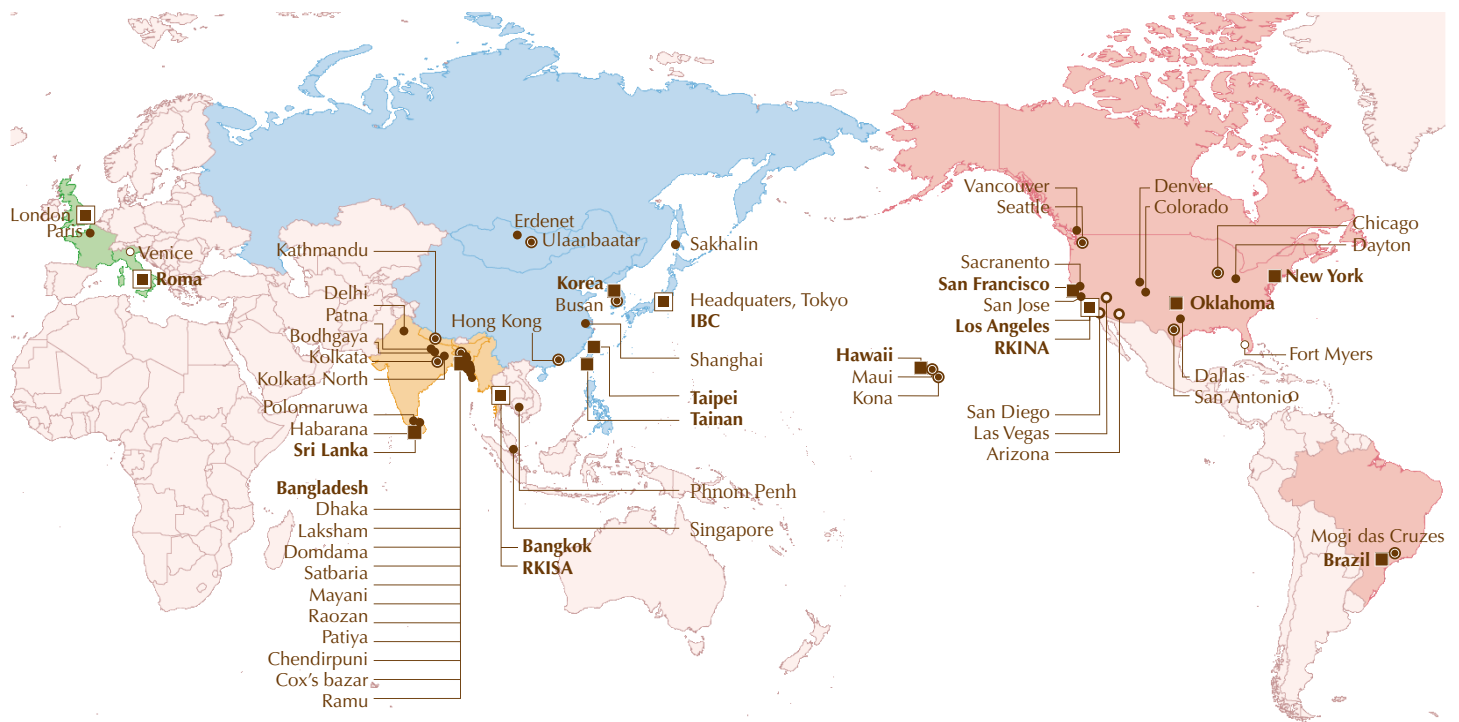 London
Paris
Venice
Roma
Kathmandu
Delhi
Patna
Bodhgaya
Kolkata
Kolkata North
Polonnaruwa
Habarana
Sri Lanka
Bangladesh
Dhaka
Laksham
Domdama
Satbaria
Mayani
Raozan
Patiya
Chendirpuni
Cox's bazar
Ramu
Erdenet
Ulaanbaatar
Sakhalin
Korea
Busan
Headquaters, Tokyo
IBC
Hong Kong
Shanghai
Taipei
Tainan
Phnom Penh
Singapore
Bangkok
RKISA
Hawaii
Maui
Kona
Vancouver
Seattle
Sacranento
San Francisco
San Jose
Los Angeles
RKINA
San Diego
Las Vegas
Arizona
Denver
Colorado
Chicago
Dayton
New York
Oklahoma
Fort Myers
Dallas
San Antonio
Mogi das Cruzes
Brazil